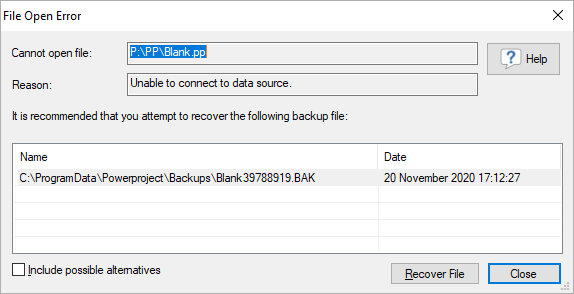 File Open Error
Cannot open file:
P:\PP\Blank.pp
Help
Reason:
Unable to connect to data source.
It is recommended that you attempt to recover the following backup file:
Name Date
C:\ProgramData\Powerproject\Backups\Blank39788919.BAK 20 November 2020 17:12:27
Include possible alternatives
Recover File
Close